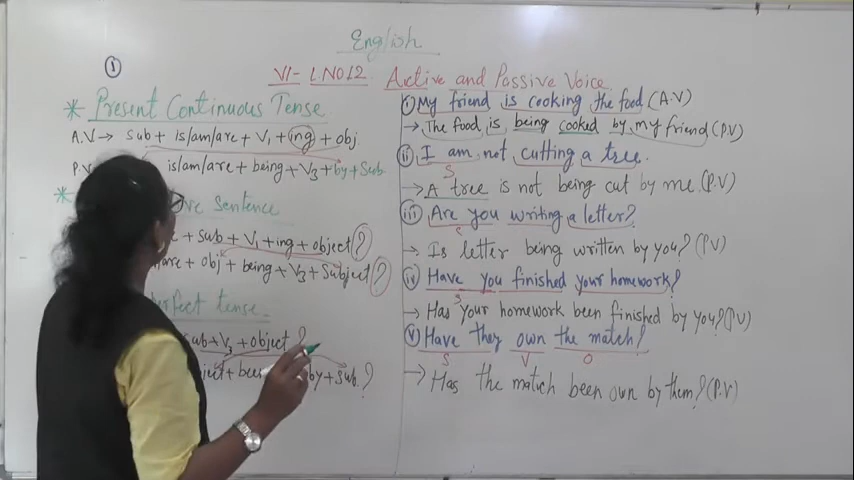 English
①
VI- L.NO12. Active and Passive Voice.
* Present Continuous Tense
A.V→ sub + is/am/are + V1 + ing + obj
P.V is/am/are + being + V3 + by + Sub.
* ve sentence
+ sub + V1 + ing + object?
/are + obj + being + V3 + Subject?
erfect tense.
sub + V3 + object?
ject + been by + sub.?
i) My friend is cooking the food (A.V)
→ The food is being cooked by my friend (P.V)
ii) I am not cutting a tree.
S
→ A tree is not being cut by me (P.V)
iii) Are you writing a letter?
S
→ Is letter being written by you? (P.V)
iv) Have you finished your homework?
S
→ Has your homework been finished by you? (P.V)
v) Have they own the match?
S V O
→ Has the match been own by them? (P.V)